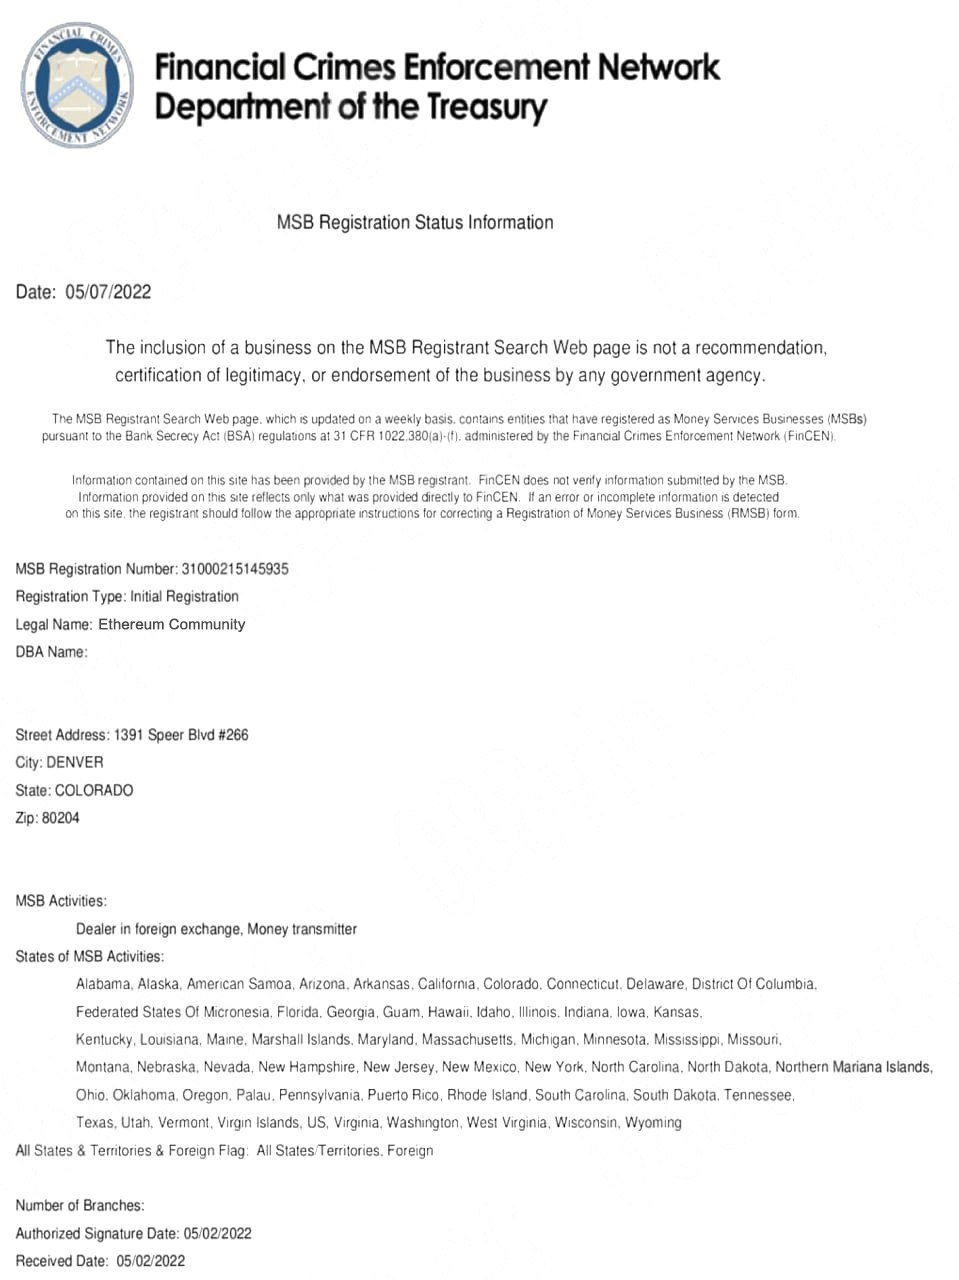 FINANCIAL CRIMES
ENFORCEMENT NETWORK
Financial Crimes Enforcement Network
Department of the Treasury
MSB Registration Status Information
Date: 05/07/2022
The inclusion of a business on the MSB Registrant Search Web page is not a recommendation,
certification of legitimacy, or endorsement of the business by any government agency.
The MSB Registrant Search Web page, which is updated on a weekly basis, contains entities that have registered as Money Services Businesses (MSBs)
pursuant to the Bank Secrecy Act (BSA) regulations at 31 CFR 1022.380(a)-(f), administered by the Financial Crimes Enforcement Network (FinCEN).
Information contained on this site has been provided by the MSB registrant. FinCEN does not verify information submitted by the MSB.
Information provided on this site reflects only what was provided directly to FinCEN. If an error or incomplete information is detected
on this site, the registrant should follow the appropriate instructions for correcting a Registration of Money Services Business (RMSB) form.
MSB Registration Number: 31000215145935
Registration Type: Initial Registration
Legal Name: Ethereum Community
DBA Name:
Street Address: 1391 Speer Blvd #266
City: DENVER
State: COLORADO
Zip: 80204
MSB Activities:
Dealer in foreign exchange, Money transmitter
States of MSB Activities:
Alabama, Alaska, American Samoa, Arizona, Arkansas, California, Colorado, Connecticut, Delaware, District Of Columbia,
Federated States Of Micronesia, Florida, Georgia, Guam, Hawaii, Idaho, Illinois, Indiana, Iowa, Kansas,
Kentucky, Louisiana, Maine, Marshall Islands, Maryland, Massachusetts, Michigan, Minnesota, Mississippi, Missouri,
Montana, Nebraska, Nevada, New Hampshire, New Jersey, New Mexico, New York, North Carolina, North Dakota, Northern Mariana Islands,
Ohio, Oklahoma, Oregon, Palau, Pennsylvania, Puerto Rico, Rhode Island, South Carolina, South Dakota, Tennessee,
Texas, Utah, Vermont, Virgin Islands, US, Virginia, Washington, West Virginia, Wisconsin, Wyoming
All States & Territories & Foreign Flag: All States/Territories, Foreign
Number of Branches:
Authorized Signature Date: 05/02/2022
Received Date: 05/02/2022